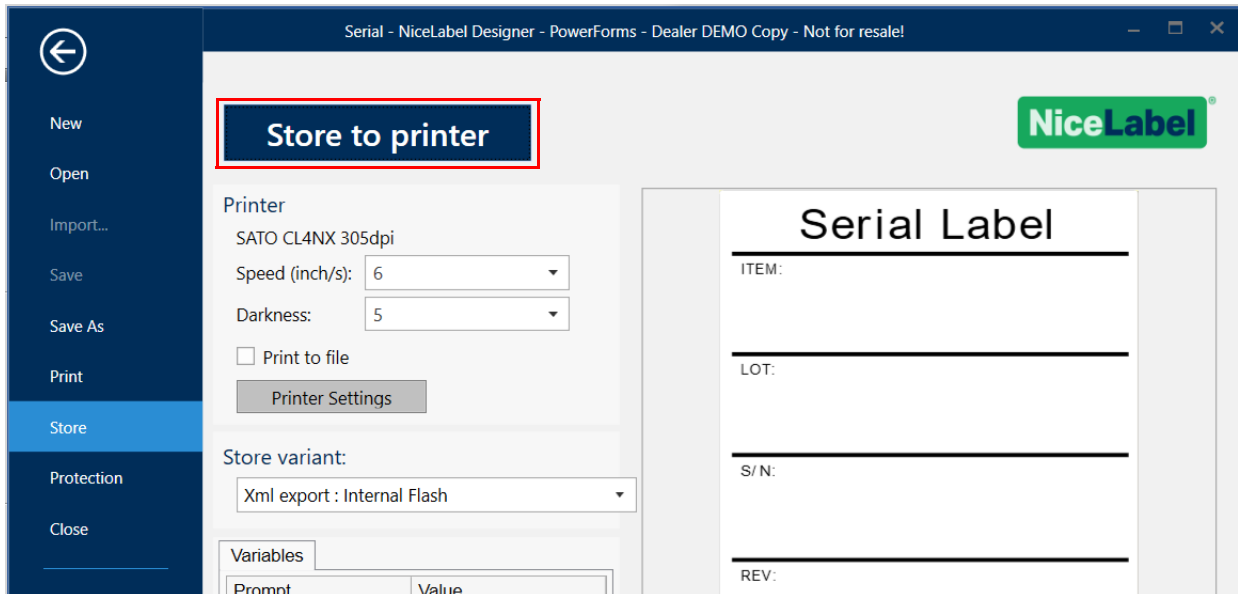 Serial - NiceLabel Designer - PowerForms - Dealer DEMO Copy - Not for resale!
New
Open
Import...
Save
Save As
Print
Store
Protection
Close
Store to printer
NiceLabel®
Printer
SATO CL4NX 305dpi
Speed (inch/s): 6
Darkness: 5
Print to file
Printer Settings
Store variant:
Xml export : Internal Flash
Variables
Prompt Value
Serial Label
ITEM:
LOT:
S/N:
REV: